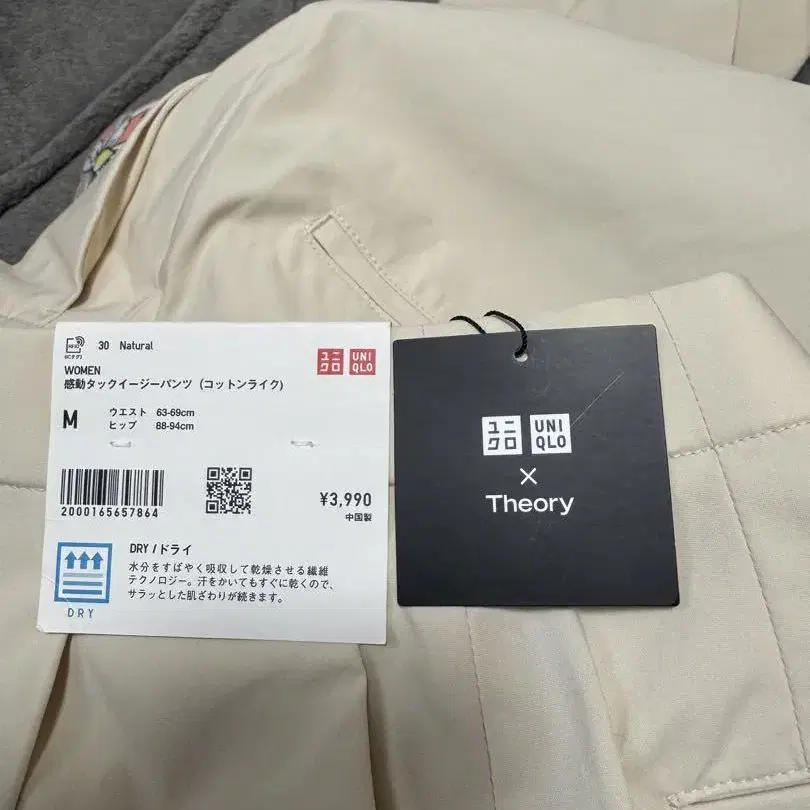 30 Natural
WOMEN
感動タックイージーパンツ (コットンライク)
M
ウエスト 63-69cm
ヒップ 88-94cm
ユニクロ
UNIQLO
2000165657864
¥3,990
中国製
DRY / ドライ
水分をすばやく吸収して乾燥させる繊維
テクノロジー。汗をかいてもすぐに乾くので、
サラッとした肌ざわりが続きます。
DRY
ユニクロ
UNIQLO
×
Theory